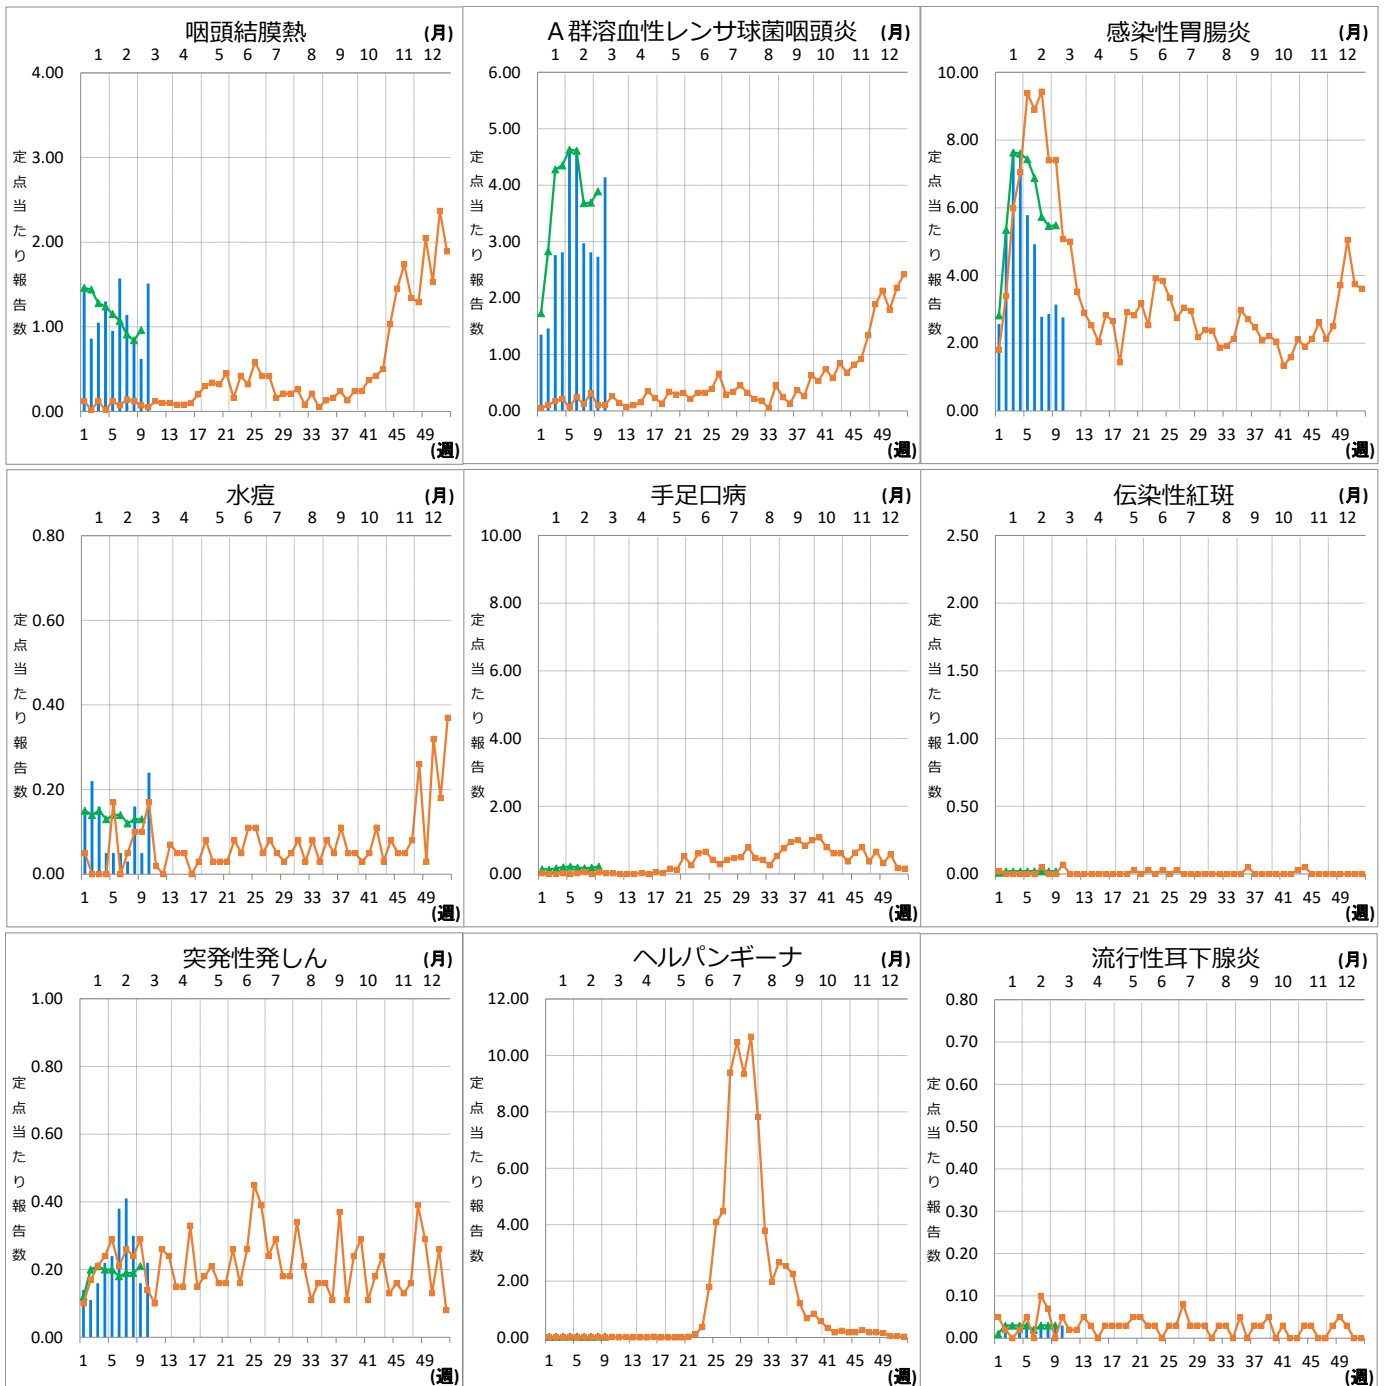 咽頭結膜熱 (月)
1 2 3 4 5 6 7 8 9 10 11 12
4.00
3.00
2.00
1.00
0.00
定点当たり報告数
1 5 9 13 17 21 25 29 33 37 41 45 49
(週)
A群溶血性レンサ球菌咽頭炎 (月)
1 2 3 4 5 6 7 8 9 10 11 12
6.00
5.00
4.00
3.00
2.00
1.00
0.00
定点当たり報告数
1 5 9 13 17 21 25 29 33 37 41 45 49
(週)
感染性胃腸炎 (月)
1 2 3 4 5 6 7 8 9 10 11 12
10.00
8.00
6.00
4.00
2.00
0.00
定点当たり報告数
1 5 9 13 17 21 25 29 33 37 41 45 49
(週)
水痘 (月)
1 2 3 4 5 6 7 8 9 10 11 12
0.80
0.60
0.40
0.20
0.00
定点当たり報告数
1 5 9 13 17 21 25 29 33 37 41 45 49
(週)
手足口病 (月)
1 2 3 4 5 6 7 8 9 10 11 12
10.00
8.00
6.00
4.00
2.00
0.00
定点当たり報告数
1 5 9 13 17 21 25 29 33 37 41 45 49
(週)
伝染性紅斑 (月)
1 2 3 4 5 6 7 8 9 10 11 12
2.50
2.00
1.50
1.00
0.50
0.00
定点当たり報告数
1 5 9 13 17 21 25 29 33 37 41 45 49
(週)
突発性発しん (月)
1 2 3 4 5 6 7 8 9 10 11 12
1.00
0.80
0.60
0.40
0.20
0.00
定点当たり報告数
1 5 9 13 17 21 25 29 33 37 41 45 49
(週)
ヘルパンギーナ (月)
1 2 3 4 5 6 7 8 9 10 11 12
12.00
10.00
8.00
6.00
4.00
2.00
0.00
定点当たり報告数
1 5 9 13 17 21 25 29 33 37 41 45 49
(週)
流行性耳下腺炎 (月)
1 2 3 4 5 6 7 8 9 10 11 12
0.80
0.70
0.60
0.50
0.40
0.30
0.20
0.10
0.00
定点当たり報告数
1 5 9 13 17 21 25 29 33 37 41 45 49
(週)